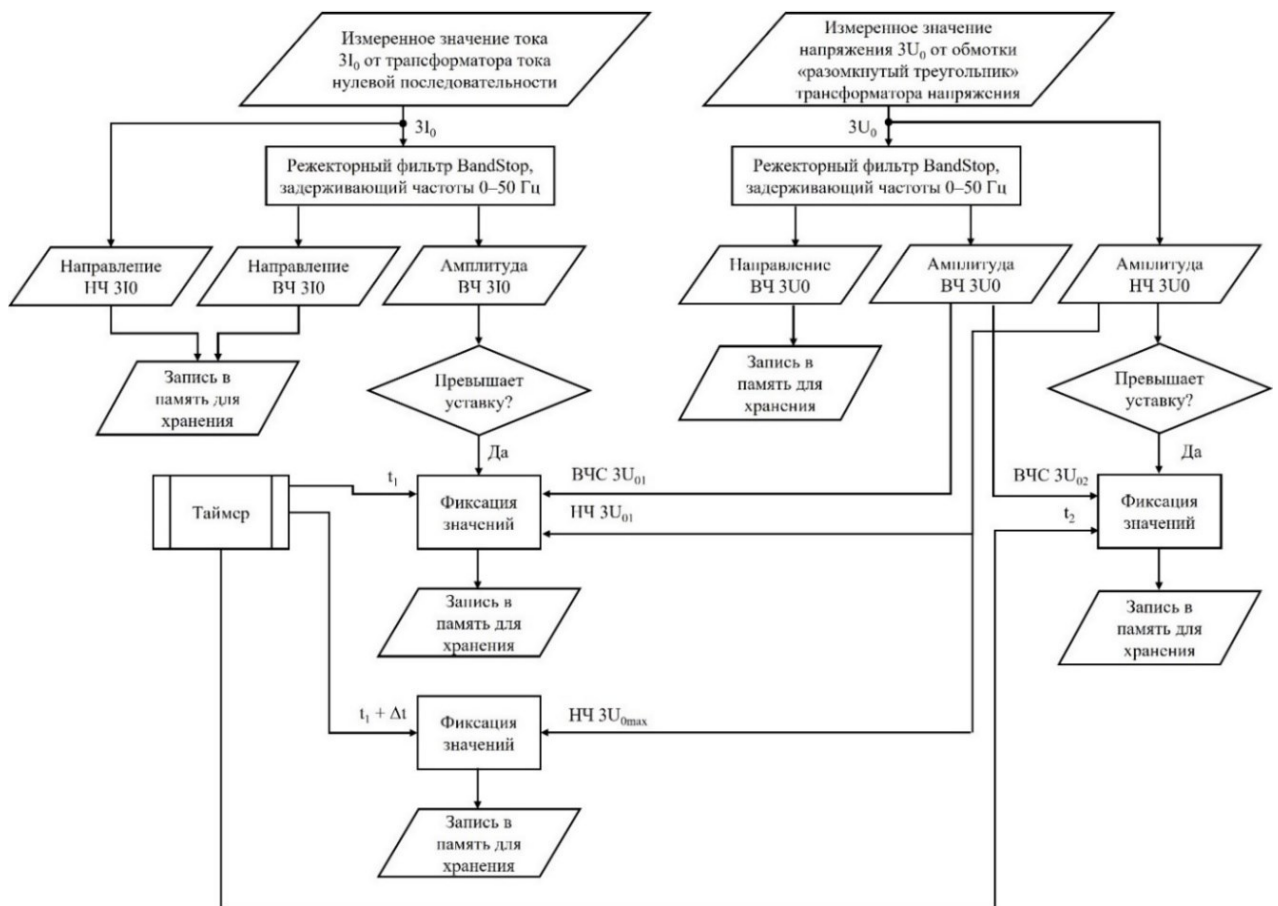 Измеренное значение тока
3I₀ от трансформатора тока
нулевой последовательности
Измеренное значение
напряжения 3U₀ от обмотки
«разомкнутый треугольник»
трансформатора напряжения
3I₀
3U₀
Режекторный фильтр BandStop,
задерживающий частоты 0–50 Гц
Режекторный фильтр BandStop,
задерживающий частоты 0–50 Гц
Направление
НЧ 3I0
Направление
ВЧ 3I0
Амплитуда
ВЧ 3I0
Направление
ВЧ 3U0
Амплитуда
ВЧ 3U0
Амплитуда
НЧ 3U0
Запись в
память для
хранения
Превышает
уставку?
Запись в
память для
хранения
Превышает
уставку?
Да
Да
Таймер
t₁
Фиксация
значений
ВЧС 3U₀₁
НЧ 3U₀₁
ВЧС 3U₀₂
t₂
Фиксация
значений
Запись в
память для
хранения
Запись в
память для
хранения
t₁ + Δt
Фиксация
значений
НЧ 3U₀ₘₐₓ
Запись в
память для
хранения